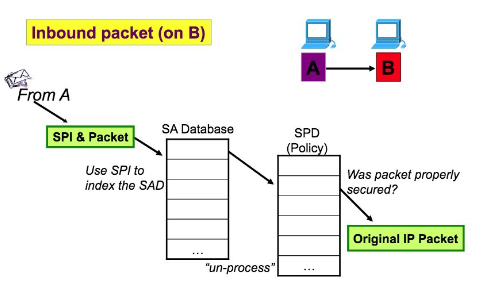 Inbound packet (on B)
A
B
From A
SPI & Packet
SA Database
SPD
(Policy)
Use SPI to
index the SAD
Was packet properly
secured?
Original IP Packet
...
"un-process"
...